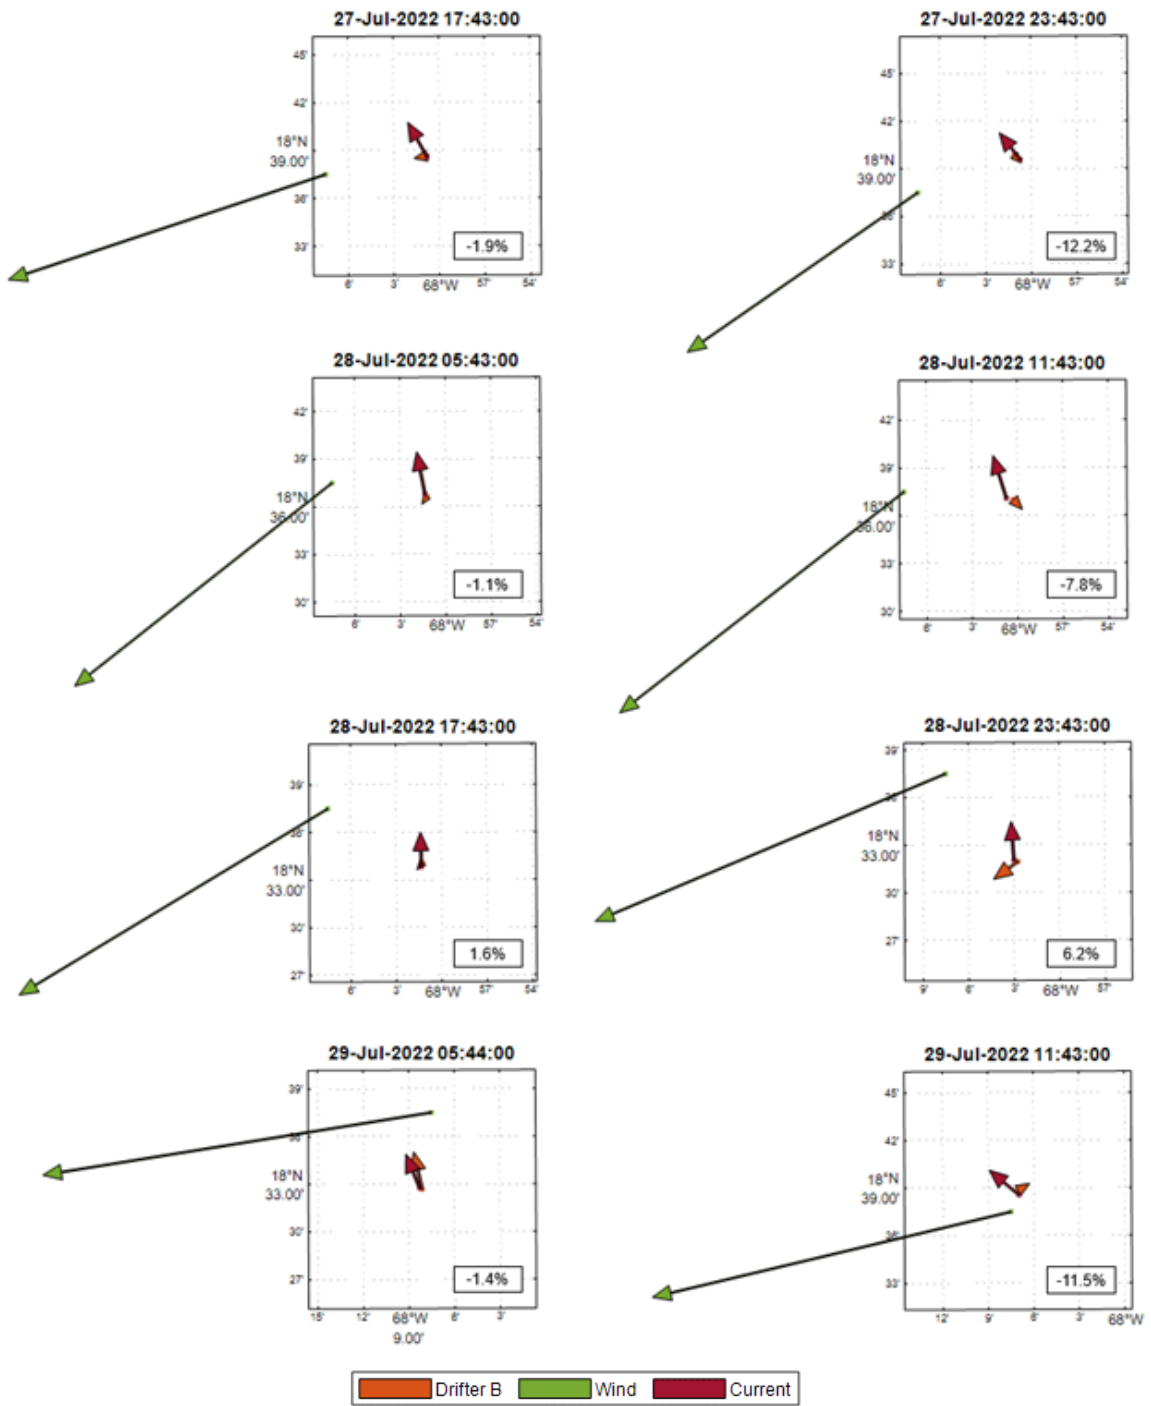 27-Jul-2022 17:43:00
45'
42'
18°N
39.00'
36'
33'
-1.9%
6' 3' 68°W 57' 54'
27-Jul-2022 23:43:00
45'
42'
18°N
39.00'
36'
33'
-12.2%
6' 3' 68°W 57' 54'
28-Jul-2022 05:43:00
42'
39'
18°N
36.00'
33'
30'
-1.1%
6' 3' 68°W 57' 54'
28-Jul-2022 11:43:00
42'
39'
18°N
36.00'
33'
30'
-7.8%
6' 3' 68°W 57' 54'
28-Jul-2022 17:43:00
39'
36'
18°N
33.00'
30'
27'
1.6%
6' 3' 68°W 57' 54'
28-Jul-2022 23:43:00
39'
36'
18°N
33.00'
30'
27'
6.2%
9' 6' 3' 68°W 57'
29-Jul-2022 05:44:00
39'
36'
18°N
33.00'
30'
27'
-1.4%
15' 12' 68°W 6' 3'
9.00'
29-Jul-2022 11:43:00
45'
42'
18°N
39.00'
36'
33'
-11.5%
12' 9' 6' 3' 68°W
Drifter B Wind Current